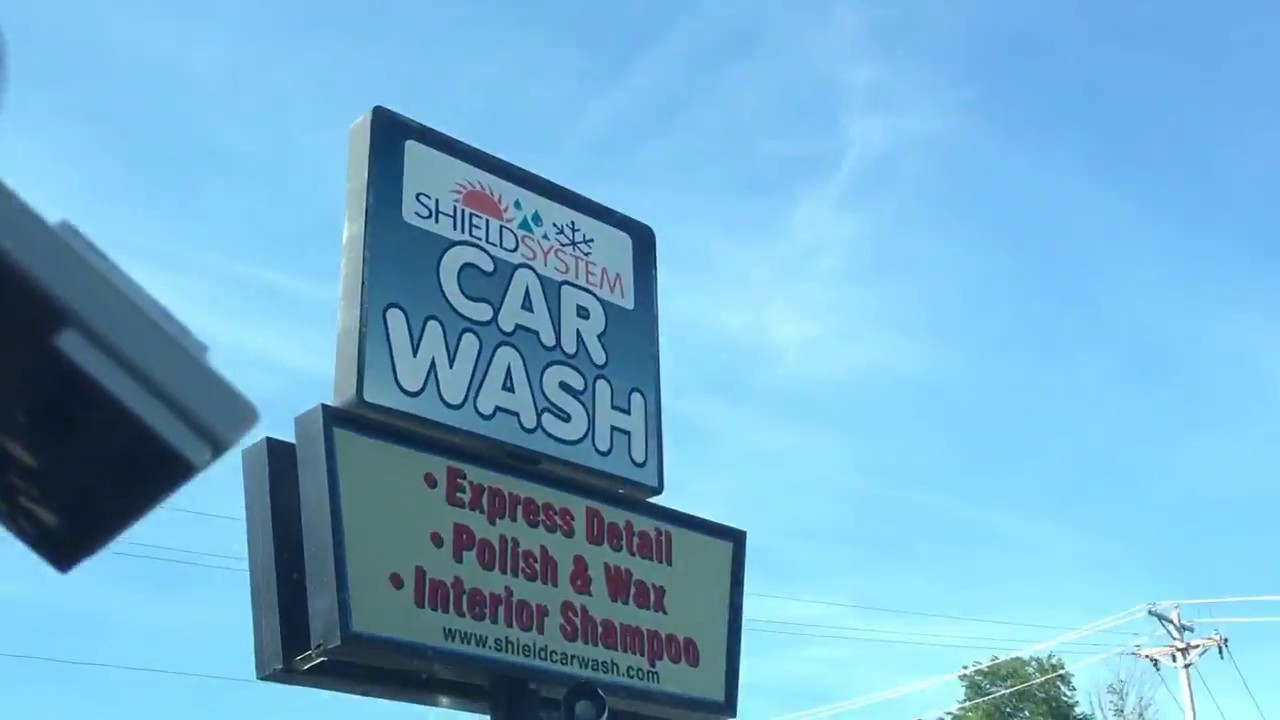 SHIELDSYSTEM
CAR
WASH
• Express Detail
• Polish & Wax
• Interior Shampoo
www.shieldcarwash.com